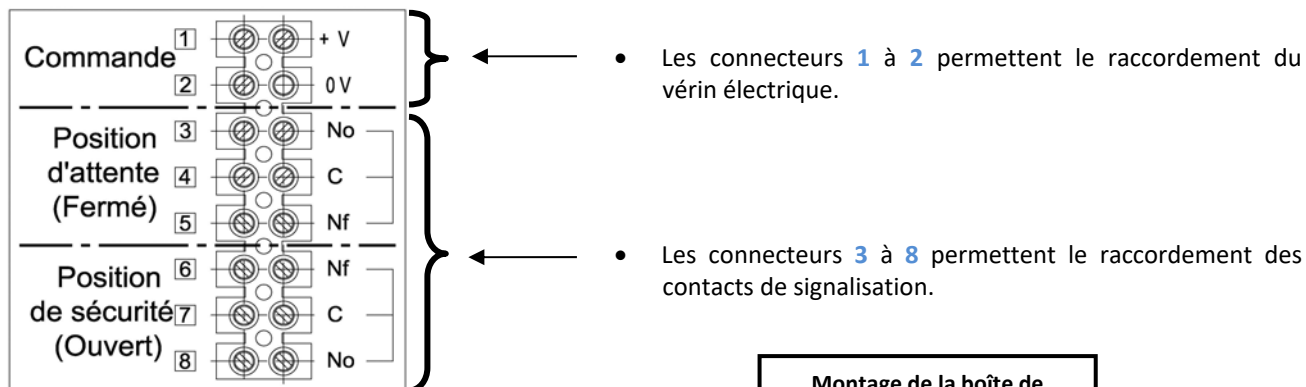 Commande
1 + V
2 0 V
Position d'attente (Fermé)
3 No
4 C
5 Nf
Position de sécurité (Ouvert)
6 Nf
7 C
8 No
• Les connecteurs 1 à 2 permettent le raccordement du
vérin électrique.
• Les connecteurs 3 à 8 permettent le raccordement des
contacts de signalisation.
Montage de la boîte de